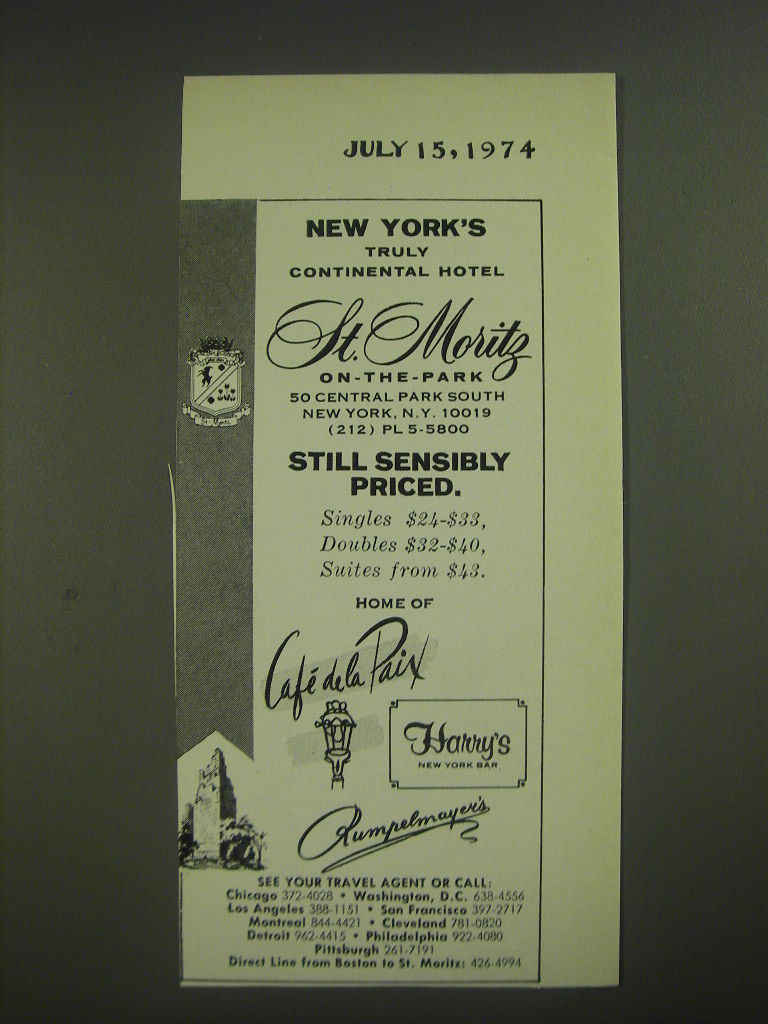 JULY 15, 1974
NEW YORK'S
TRULY
CONTINENTAL HOTEL
St. Moritz
ON-THE-PARK
50 CENTRAL PARK SOUTH
NEW YORK, N.Y. 10019
(212) PL 5-5800
STILL SENSIBLY
PRICED.
Singles $24-$33,
Doubles $32-$40,
Suites from $43.
HOME OF
Café de la Paix
Harry's
NEW YORK BAR
Rumpelmayer's
SEE YOUR TRAVEL AGENT OR CALL:
Chicago 372-4028 • Washington, D.C. 638-4556
Los Angeles 388-1151 • San Francisco 397-2717
Montreal 844-4421 • Cleveland 781-0820
Detroit 962-4415 • Philadelphia 922-4080
Pittsburgh 261-7191
Direct Line from Boston to St. Moritz: 426-4994